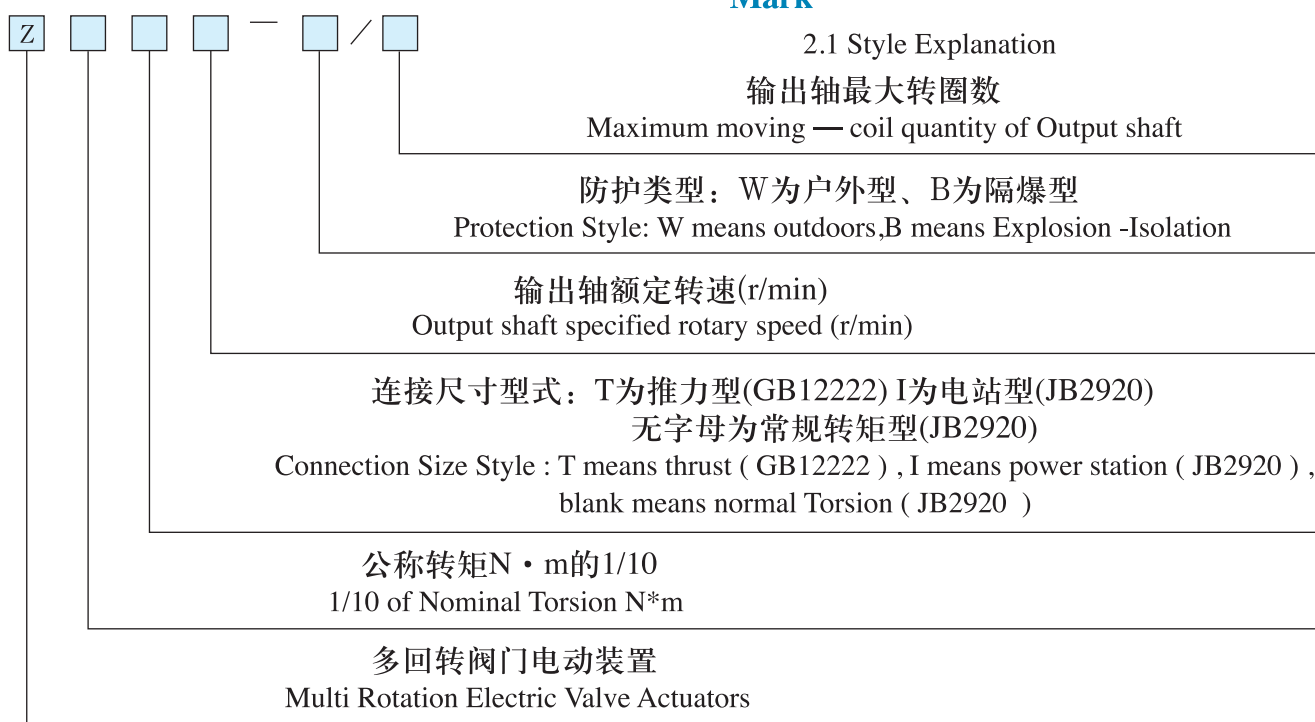 Mark
Z — /
2.1 Style Explanation
输出轴最大转圈数
Maximum moving — coil quantity of Output shaft
防护类型：W为户外型、B为隔爆型
Protection Style: W means outdoors,B means Explosion -Isolation
输出轴额定转速(r/min)
Output shaft specified rotary speed (r/min)
连接尺寸型式：T为推力型(GB12222) I为电站型(JB2920)
无字母为常规转矩型(JB2920)
Connection Size Style : T means thrust ( GB12222 ) , I means power station ( JB2920 ) ,
blank means normal Torsion ( JB2920 )
公称转矩N·m的1/10
1/10 of Nominal Torsion N*m
多回转阀门电动装置
Multi Rotation Electric Valve Actuators